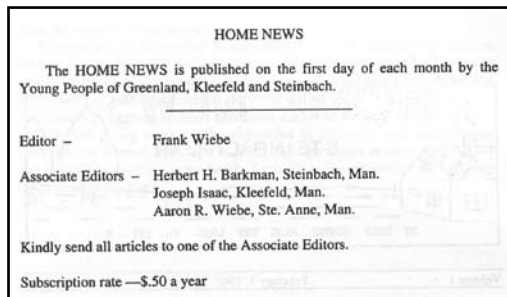 HOME NEWS
The HOME NEWS is published on the first day of each month by the
Young People of Greenland, Kleefeld and Steinbach.
Editor – Frank Wiebe
Associate Editors – Herbert H. Barkman, Steinbach, Man.
Joseph Isaac, Kleefeld, Man.
Aaron R. Wiebe, Ste. Anne, Man.
Kindly send all articles to one of the Associate Editors.
Subscription rate —$.50 a year